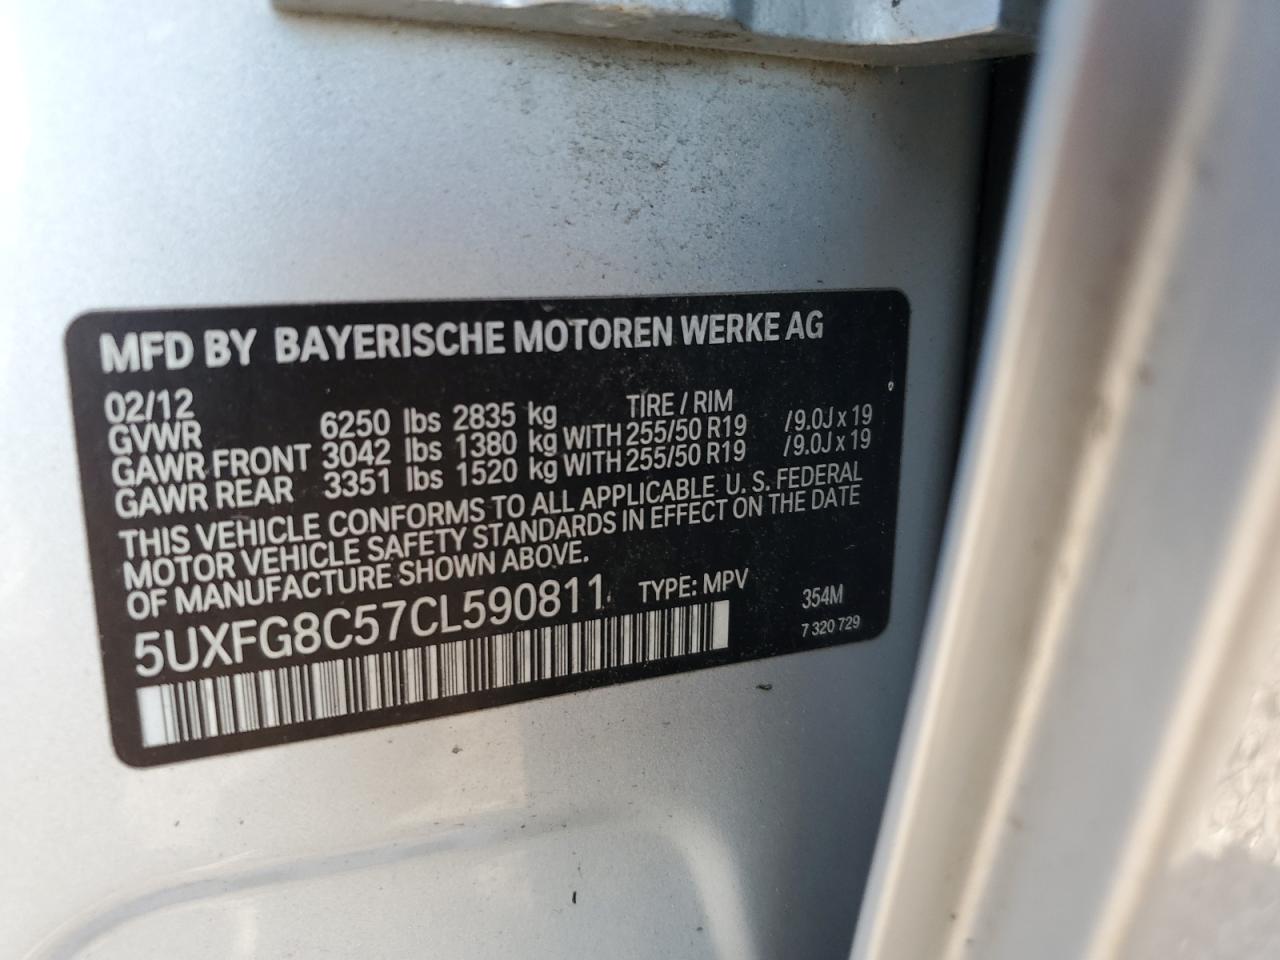 MFD BY BAYERISCHE MOTOREN WERKE AG
02/12 TIRE / RIM
GVWR 6250 lbs 2835 kg
GAWR FRONT 3042 lbs 1380 kg WITH 255/50 R19 /9.0J x 19
GAWR REAR 3351 lbs 1520 kg WITH 255/50 R19 /9.0J x 19
THIS VEHICLE CONFORMS TO ALL APPLICABLE U. S. FEDERAL
MOTOR VEHICLE SAFETY STANDARDS IN EFFECT ON THE DATE
OF MANUFACTURE SHOWN ABOVE.
5UXFG8C57CL590811 TYPE: MPV 354M
7 320 729